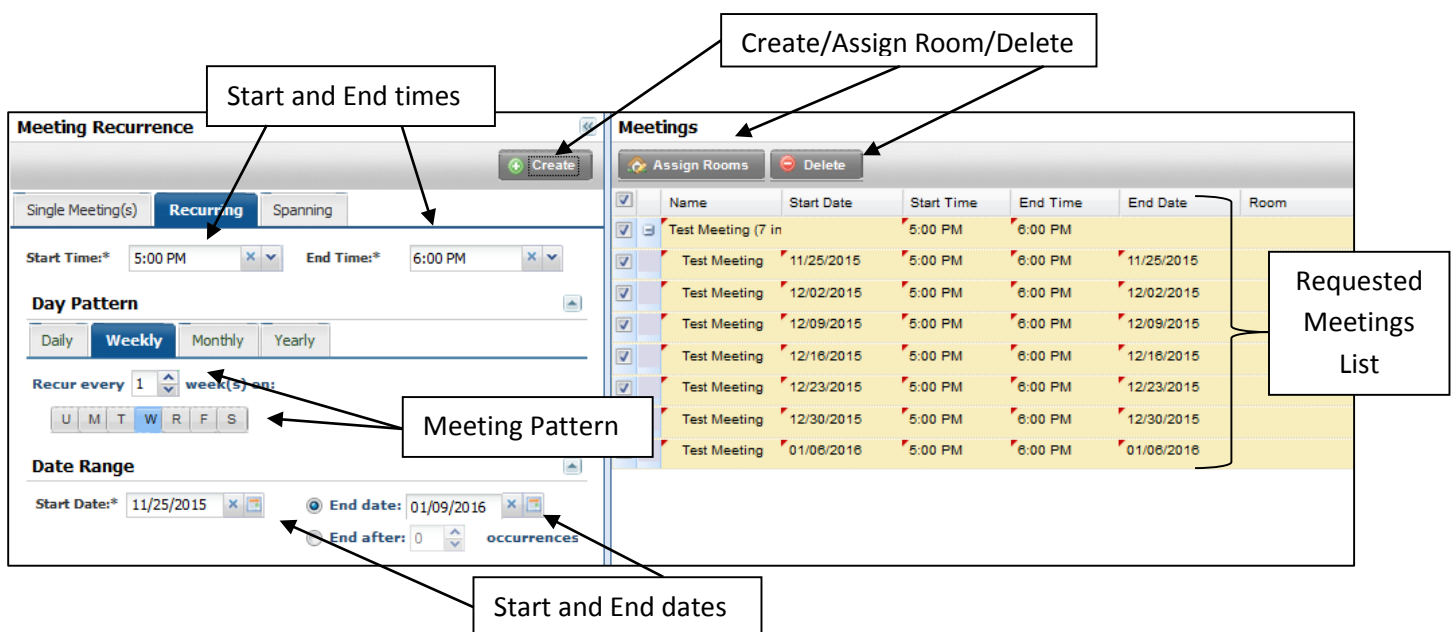 Create/Assign Room/Delete
Start and End times
Meeting Recurrence
Create
Single Meeting(s) Recurring Spanning
Start Time:* 5:00 PM End Time:* 6:00 PM
Day Pattern
Daily Weekly Monthly Yearly
Recur every 1 week(s) on:
U M T W R F S
Meeting Pattern
Date Range
Start Date:* 11/25/2015 End date: 01/09/2016
End after: 0 occurrences
Start and End dates
Meetings
Assign Rooms Delete
Name Start Date Start Time End Time End Date Room
Test Meeting (7 in 5:00 PM 6:00 PM
Test Meeting 11/25/2015 5:00 PM 6:00 PM 11/25/2015
Test Meeting 12/02/2015 5:00 PM 6:00 PM 12/02/2015
Test Meeting 12/09/2015 5:00 PM 6:00 PM 12/09/2015
Test Meeting 12/16/2015 5:00 PM 6:00 PM 12/16/2015
Test Meeting 12/23/2015 5:00 PM 6:00 PM 12/23/2015
Test Meeting 12/30/2015 5:00 PM 6:00 PM 12/30/2015
Test Meeting 01/06/2016 5:00 PM 6:00 PM 01/06/2016
Requested
Meetings
List